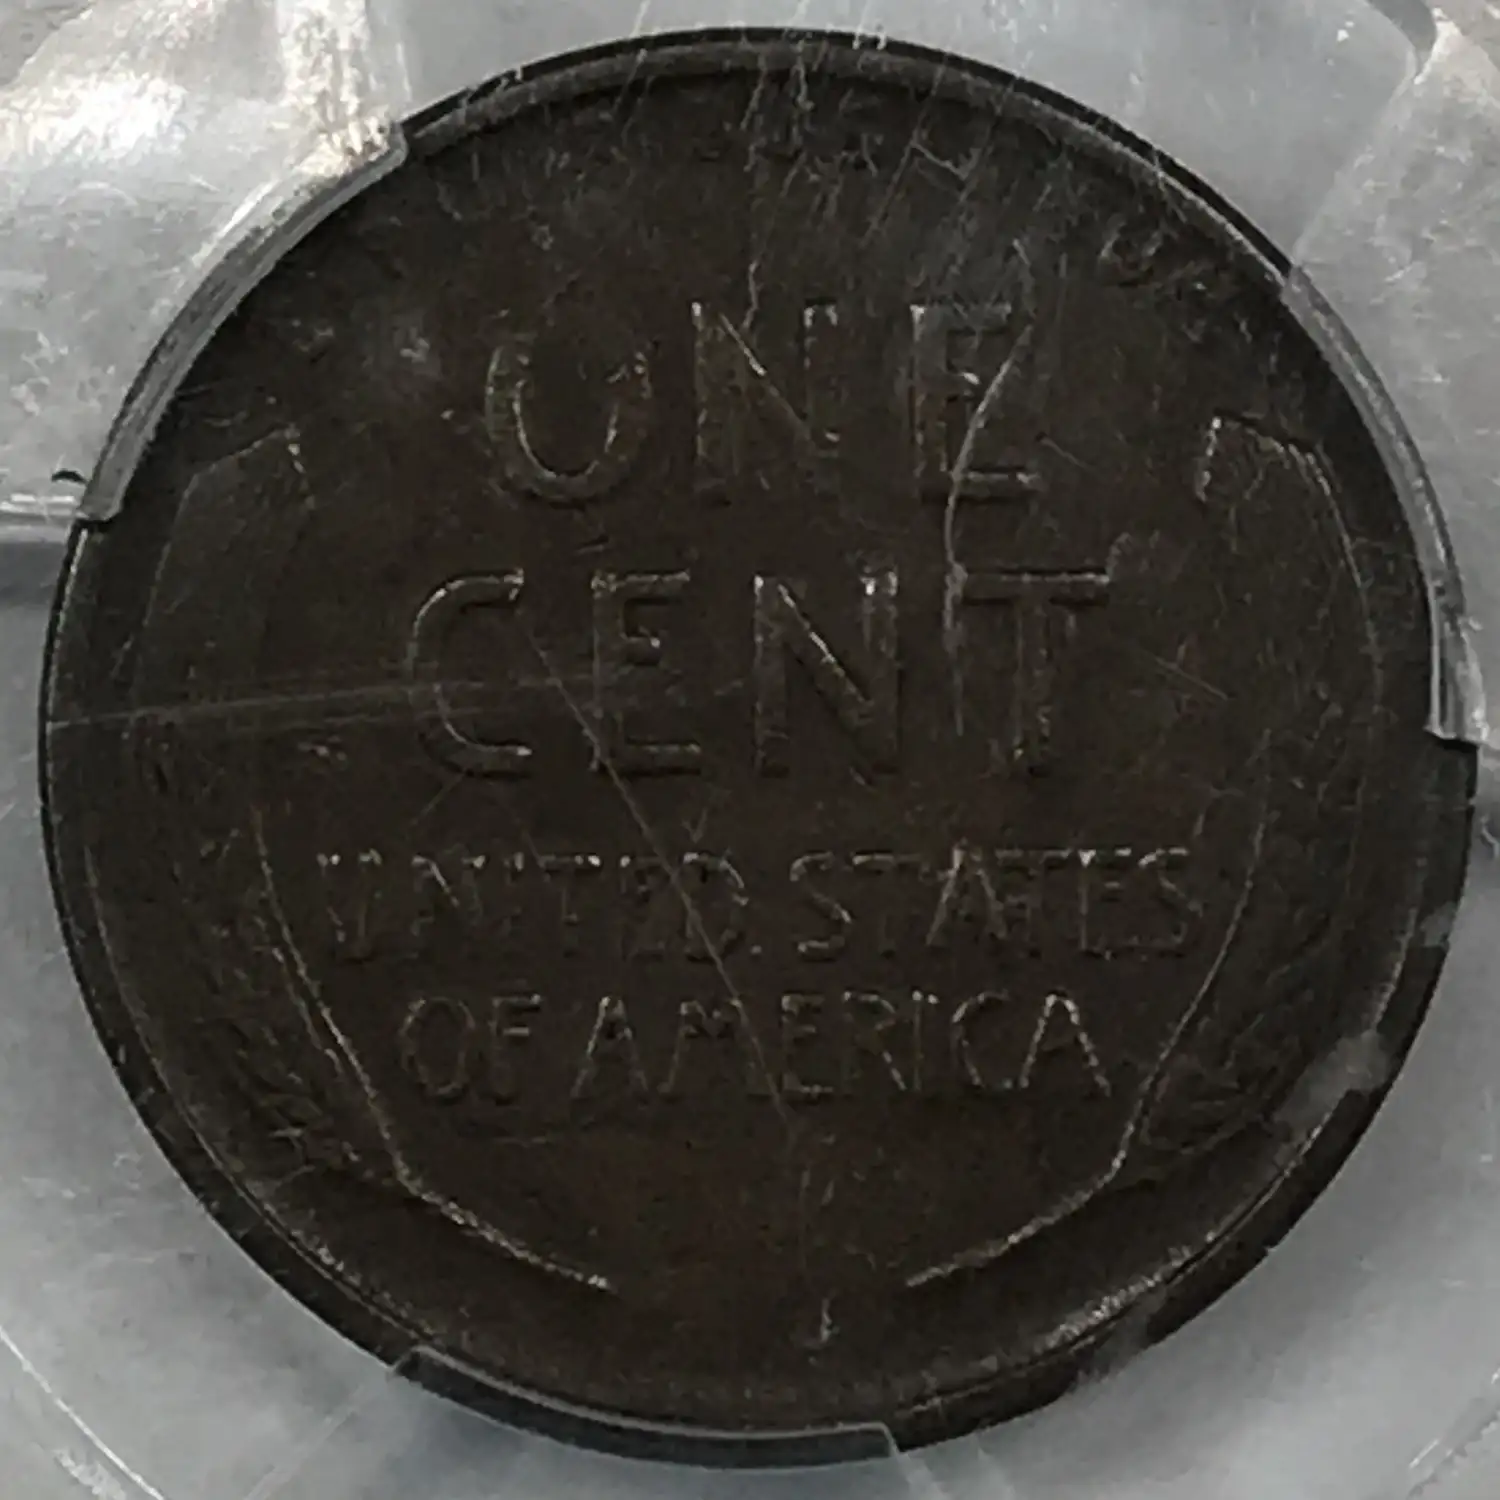 ONE
CENT
UNITED STATES
OF AMERICA